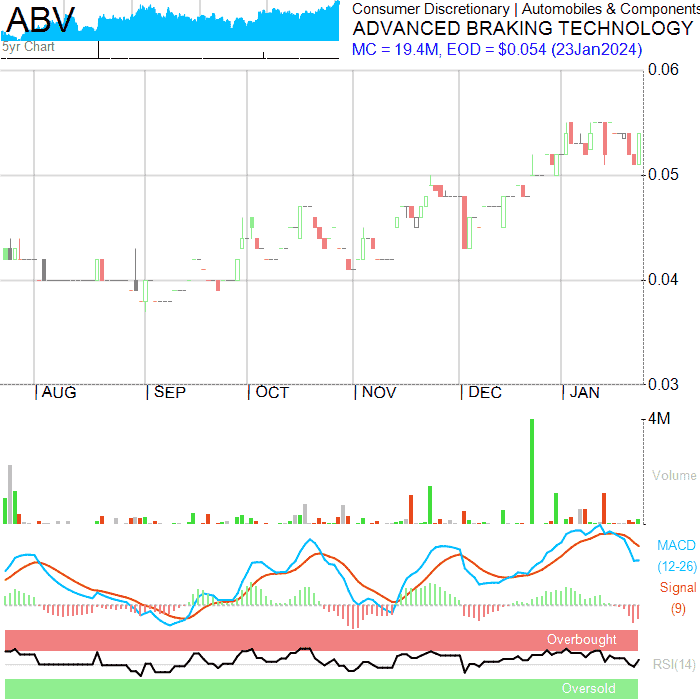 ABV
5yr Chart
Consumer Discretionary | Automobiles & Components
ADVANCED BRAKING TECHNOLOGY
MC = 19.4M, EOD = $0.054 (23Jan2024)
0.06
0.05
0.04
0.03
AUG SEP OCT NOV DEC JAN
4M
Volume
MACD
(12-26)
Signal
(9)
Overbought
RSI(14)
Oversold